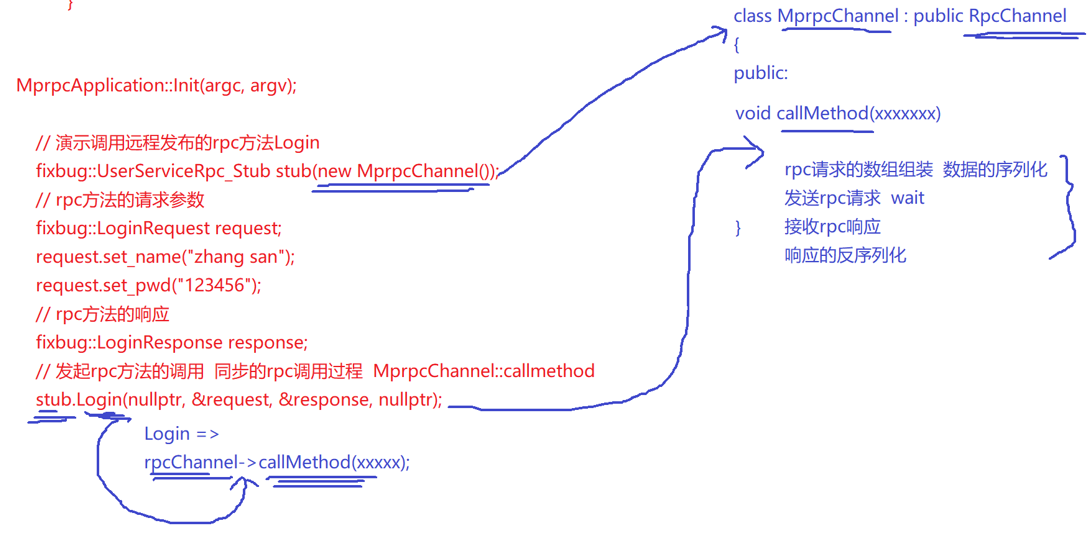 }
MprpcApplication::Init(argc, argv);
// 演示调用远程发布的rpc方法Login
fixbug::UserServiceRpc_Stub stub(new MprpcChannel());
// rpc方法的请求参数
fixbug::LoginRequest request;
request.set_name("zhang san");
request.set_pwd("123456");
// rpc方法的响应
fixbug::LoginResponse response;
// 发起rpc方法的调用  同步的rpc调用过程  MprpcChannel::callmethod
stub.Login(nullptr, &request, &response, nullptr);
Login =>
rpcChannel->callMethod(xxxxx);
class MprpcChannel : public RpcChannel
{
public:
void callMethod(xxxxxxx)
rpc请求的数组组装  数据的序列化
发送rpc请求  wait
} 接收rpc响应
响应的反序列化